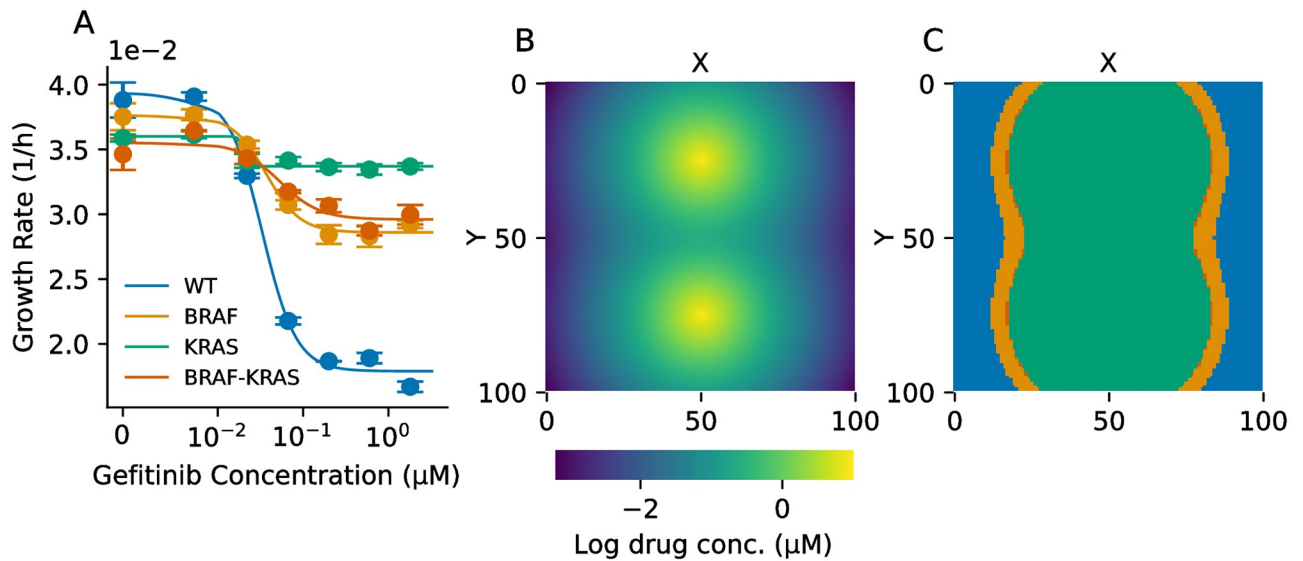 A
1e−2
4.0
3.5
3.0
2.5
2.0
Growth Rate (1/h)
WT
BRAF
KRAS
BRAF-KRAS
0
10⁻²
10⁻¹
10⁰
Gefitinib Concentration (μM)
B
X
0
50
100
Y
0
50
100
−2
0
Log drug conc. (μM)
C
X
0
50
100
Y
0
50
100